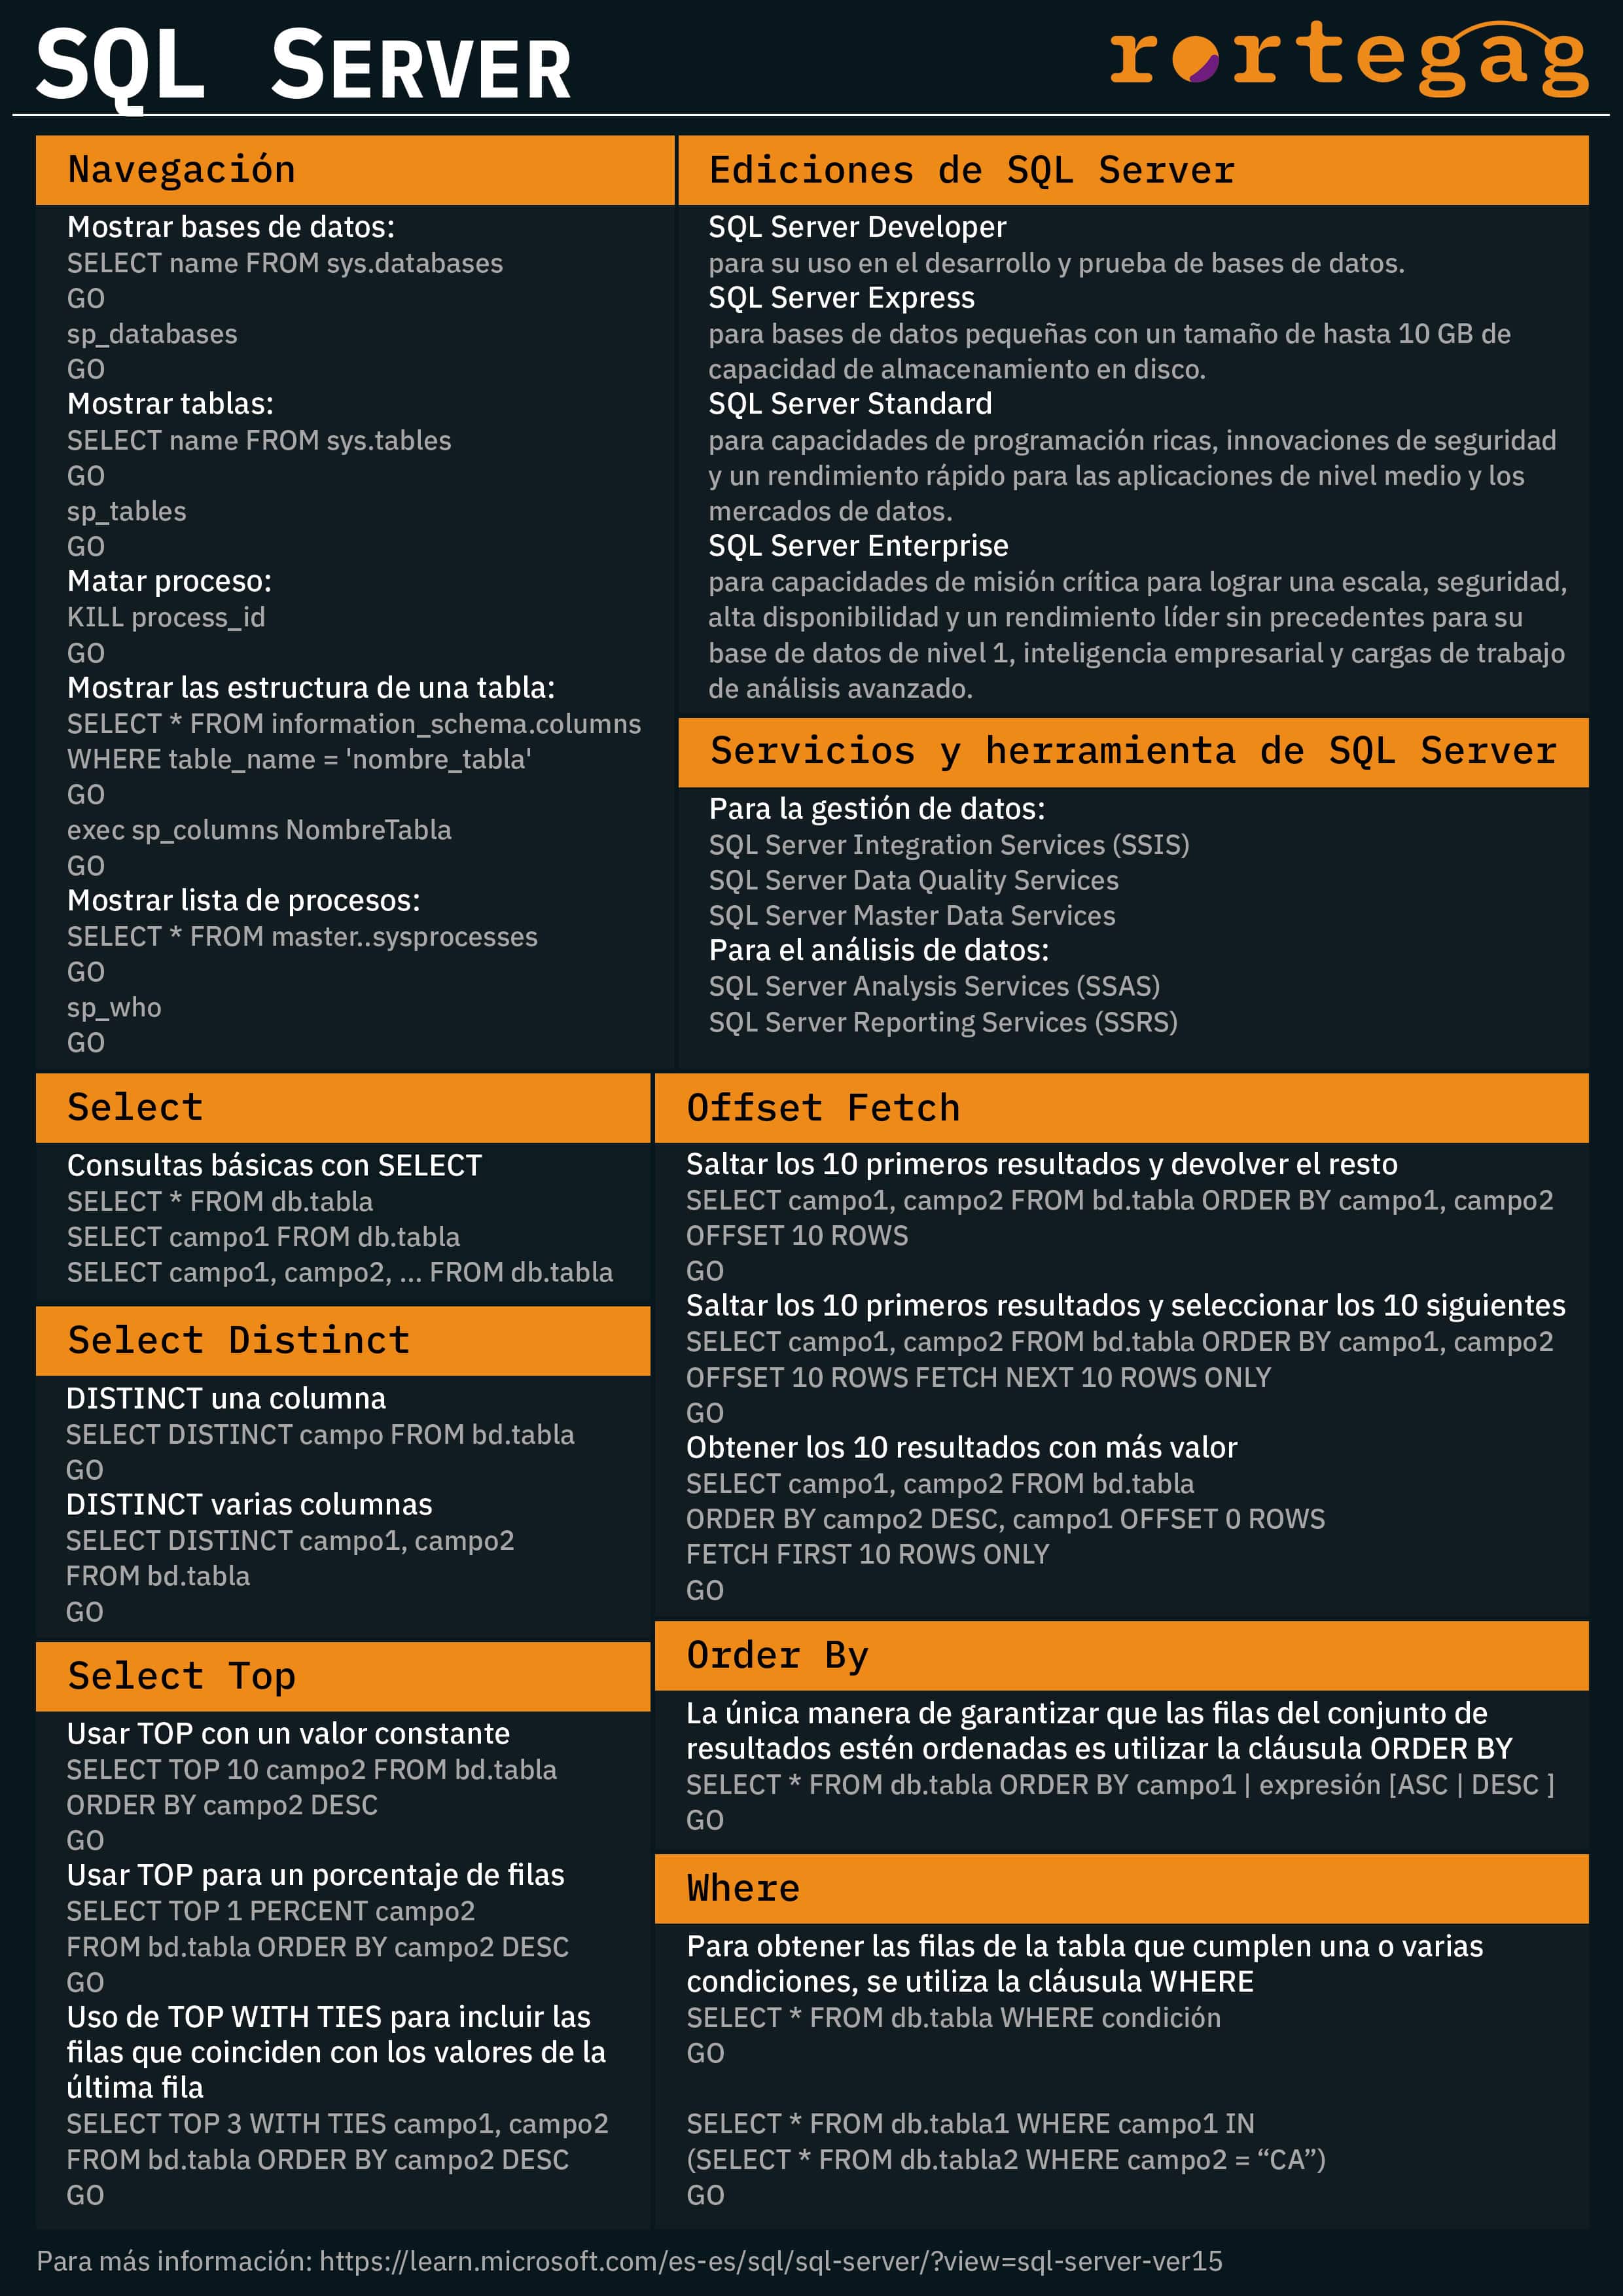 SQL SERVER
rortegag
Navegación
Mostrar bases de datos:
SELECT name FROM sys.databases
GO
sp_databases
GO
Mostrar tablas:
SELECT name FROM sys.tables
GO
sp_tables
GO
Matar proceso:
KILL process_id
GO
Mostrar las estructura de una tabla:
SELECT * FROM information_schema.columns
WHERE table_name = 'nombre_tabla'
GO
exec sp_columns NombreTabla
GO
Mostrar lista de procesos:
SELECT * FROM master..sysprocesses
GO
sp_who
GO
Ediciones de SQL Server
SQL Server Developer
para su uso en el desarrollo y prueba de bases de datos.
SQL Server Express
para bases de datos pequeñas con un tamaño de hasta 10 GB de
capacidad de almacenamiento en disco.
SQL Server Standard
para capacidades de programación ricas, innovaciones de seguridad
y un rendimiento rápido para las aplicaciones de nivel medio y los
mercados de datos.
SQL Server Enterprise
para capacidades de misión crítica para lograr una escala, seguridad,
alta disponibilidad y un rendimiento líder sin precedentes para su
base de datos de nivel 1, inteligencia empresarial y cargas de trabajo
de análisis avanzado.
Servicios y herramienta de SQL Server
Para la gestión de datos:
SQL Server Integration Services (SSIS)
SQL Server Data Quality Services
SQL Server Master Data Services
Para el análisis de datos:
SQL Server Analysis Services (SSAS)
SQL Server Reporting Services (SSRS)
Select
Consultas básicas con SELECT
SELECT * FROM db.tabla
SELECT campo1 FROM db.tabla
SELECT campo1, campo2, ... FROM db.tabla
Select Distinct
DISTINCT una columna
SELECT DISTINCT campo FROM bd.tabla
GO
DISTINCT varias columnas
SELECT DISTINCT campo1, campo2
FROM bd.tabla
GO
Select Top
Usar TOP con un valor constante
SELECT TOP 10 campo2 FROM bd.tabla
ORDER BY campo2 DESC
GO
Usar TOP para un porcentaje de filas
SELECT TOP 1 PERCENT campo2
FROM bd.tabla ORDER BY campo2 DESC
GO
Uso de TOP WITH TIES para incluir las
filas que coinciden con los valores de la
última fila
SELECT TOP 3 WITH TIES campo1, campo2
FROM bd.tabla ORDER BY campo2 DESC
GO
Offset Fetch
Saltar los 10 primeros resultados y devolver el resto
SELECT campo1, campo2 FROM bd.tabla ORDER BY campo1, campo2
OFFSET 10 ROWS
GO
Saltar los 10 primeros resultados y seleccionar los 10 siguientes
SELECT campo1, campo2 FROM bd.tabla ORDER BY campo1, campo2
OFFSET 10 ROWS FETCH NEXT 10 ROWS ONLY
GO
Obtener los 10 resultados con más valor
SELECT campo1, campo2 FROM bd.tabla
ORDER BY campo2 DESC, campo1 OFFSET 0 ROWS
FETCH FIRST 10 ROWS ONLY
GO
Order By
La única manera de garantizar que las filas del conjunto de
resultados estén ordenadas es utilizar la cláusula ORDER BY
SELECT * FROM db.tabla ORDER BY campo1 | expresión [ASC | DESC ]
GO
Where
Para obtener las filas de la tabla que cumplen una o varias
condiciones, se utiliza la cláusula WHERE
SELECT * FROM db.tabla WHERE condición
GO
SELECT * FROM db.tabla1 WHERE campo1 IN
(SELECT * FROM db.tabla2 WHERE campo2 = “CA”)
GO
Para más información: https://learn.microsoft.com/es-es/sql/sql-server/?view=sql-server-ver15